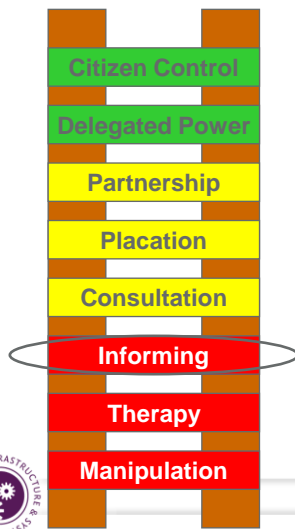 Citizen Control
Delegated Power
Partnership
Placation
Consultation
Informing
Therapy
Manipulation